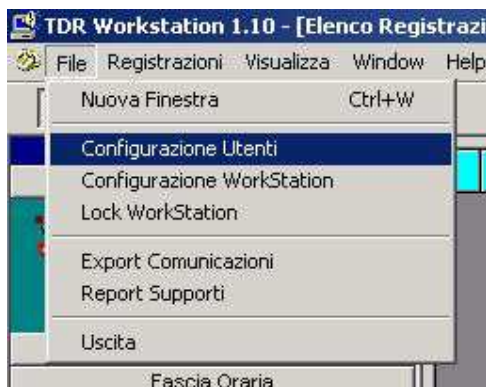 TDR Workstation 1.10 - [Elenco Registrazi
File Registrazioni Visualizza Window Help
Nuova Finestra Ctrl+W
Configurazione Utenti
Configurazione WorkStation
Lock WorkStation
Export Comunicazioni
Report Supporti
Uscita
Fascia Oraria